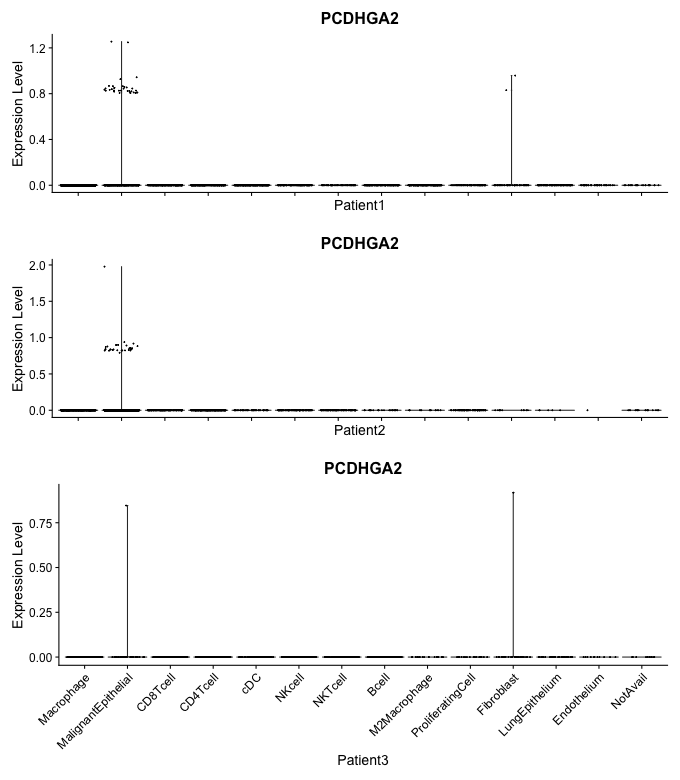 PCDHGA2
Expression Level
1.2
0.8
0.4
0.0
Patient1
PCDHGA2
Expression Level
2.0
1.5
1.0
0.5
0.0
Patient2
PCDHGA2
Expression Level
0.75
0.50
0.25
0.00
Macrophage
MalignantEpithelial
CD8Tcell
CD4Tcell
cDC
NKcell
NKTcell
Bcell
M2Macrophage
ProliferatingCell
Fibroblast
LungEpithelium
Endothelium
NotAvail
Patient3